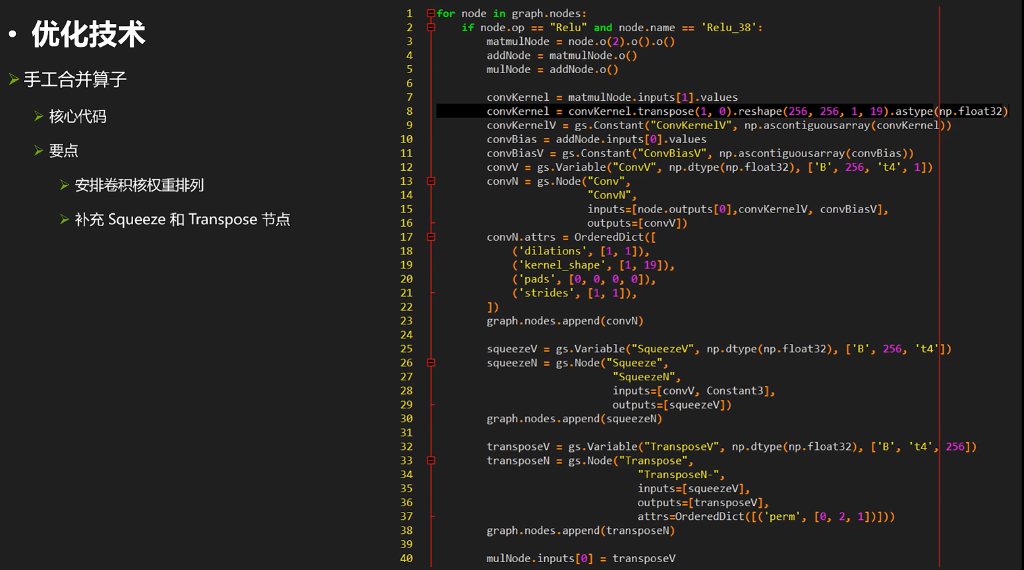 • 优化技术
手工合并算子
核心代码
要点
安排卷积核权重排列
补充 Squeeze 和 Transpose 节点
1 for node in graph.nodes:
2     if node.op == "Relu" and node.name == 'Relu_38':
3         matmulNode = node.o(2).o().o()
4         addNode = matmulNode.o()
5         mulNode = addNode.o()
6
7         convKernel = matmulNode.inputs[1].values
8         convKernel = convKernel.transpose(1, 0).reshape(256, 256, 1, 19).astype(np.float32)
9         convKernelV = gs.Constant("ConvKernelV", np.ascontiguousarray(convKernel))
10         convBias = addNode.inputs[0].values
11         convBiasV = gs.Constant("ConvBiasV", np.ascontiguousarray(convBias))
12         convV = gs.Variable("ConvV", np.dtype(np.float32), ['B', 256, 't4', 1])
13         convN = gs.Node("Conv",
14                         "ConvN",
15                         inputs=[node.outputs[0],convKernelV, convBiasV],
16                         outputs=[convV])
17         convN.attrs = OrderedDict([
18             ('dilations', [1, 1]),
19             ('kernel_shape', [1, 19]),
20             ('pads', [0, 0, 0, 0]),
21             ('strides', [1, 1]),
22         ])
23         graph.nodes.append(convN)
24
25         squeezeV = gs.Variable("SqueezeV", np.dtype(np.float32), ['B', 256, 't4'])
26         squeezeN = gs.Node("Squeeze",
27                             "SqueezeN",
28                             inputs=[convV, Constant3],
29                             outputs=[squeezeV])
30         graph.nodes.append(squeezeN)
31
32         transposeV = gs.Variable("TransposeV", np.dtype(np.float32), ['B', 't4', 256])
33         transposeN = gs.Node("Transpose",
34                                 "TransposeN-",
35                                 inputs=[squeezeV],
36                                 outputs=[transposeV],
37                                 attrs=OrderedDict([('perm', [0, 2, 1])]))
38         graph.nodes.append(transposeN)
39
40         mulNode.inputs[0] = transposeV